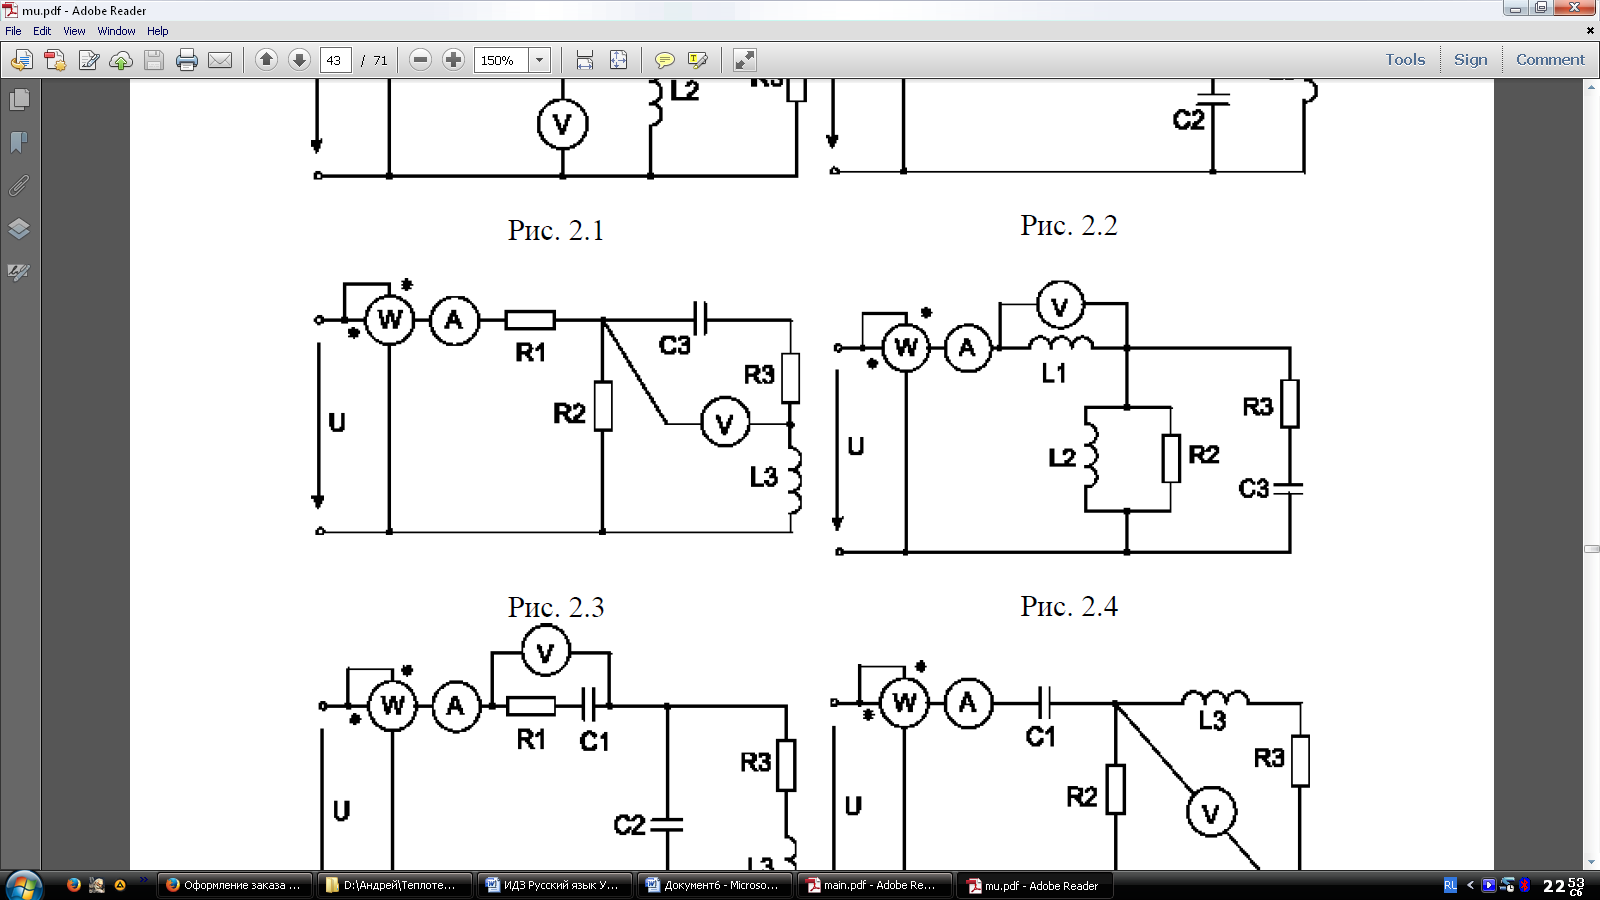 mu.pdf - Adobe Reader
File Edit View Window Help
43 / 71 150% Tools Sign Comment
L2
V
C2
Рис. 2.1
Рис. 2.2
* W * A R1 C3 R3 R2 V U L3
V * W * A L1 R3 L2 R2 U C3
Рис. 2.3
Рис. 2.4
V * W * A R1 C1 R3 U C2 L3
* W * A C1 L3 R3 R2 U V
Оформление заказа ...
D:\Андрей\Теплоте...
ИДЗ Русский язык У...
Документ6 - Microso...
main.pdf - Adobe Re...
mu.pdf - Adobe Reader
RL
22 53
Сб